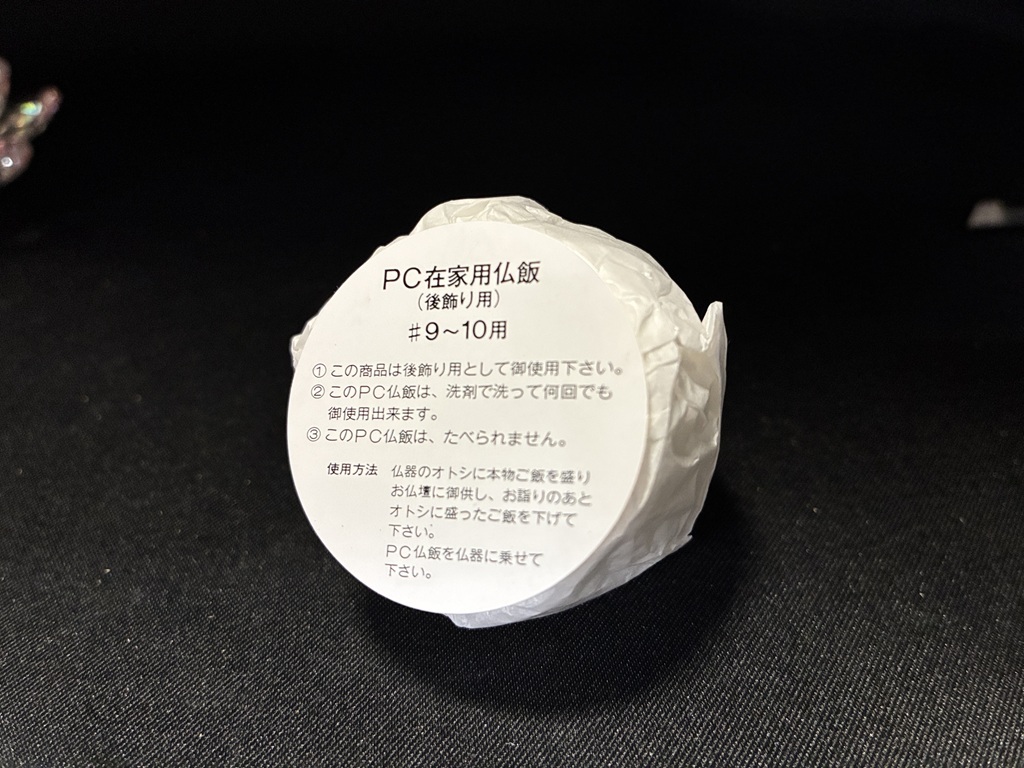 PC在家用仏飯
(後飾り用)
♯9〜10用
①この商品は後飾り用として御使用下さい。
②このPC仏飯は、洗剤で洗って何回でも
御使用出来ます。
③このPC仏飯は、たべられません。
使用方法 仏器のオトシに本物ご飯を盛り
お仏壇に御供し、お詣りのあと
オトシに盛ったご飯を下げて
下さい。
PC仏飯を仏器に乗せて
下さい。